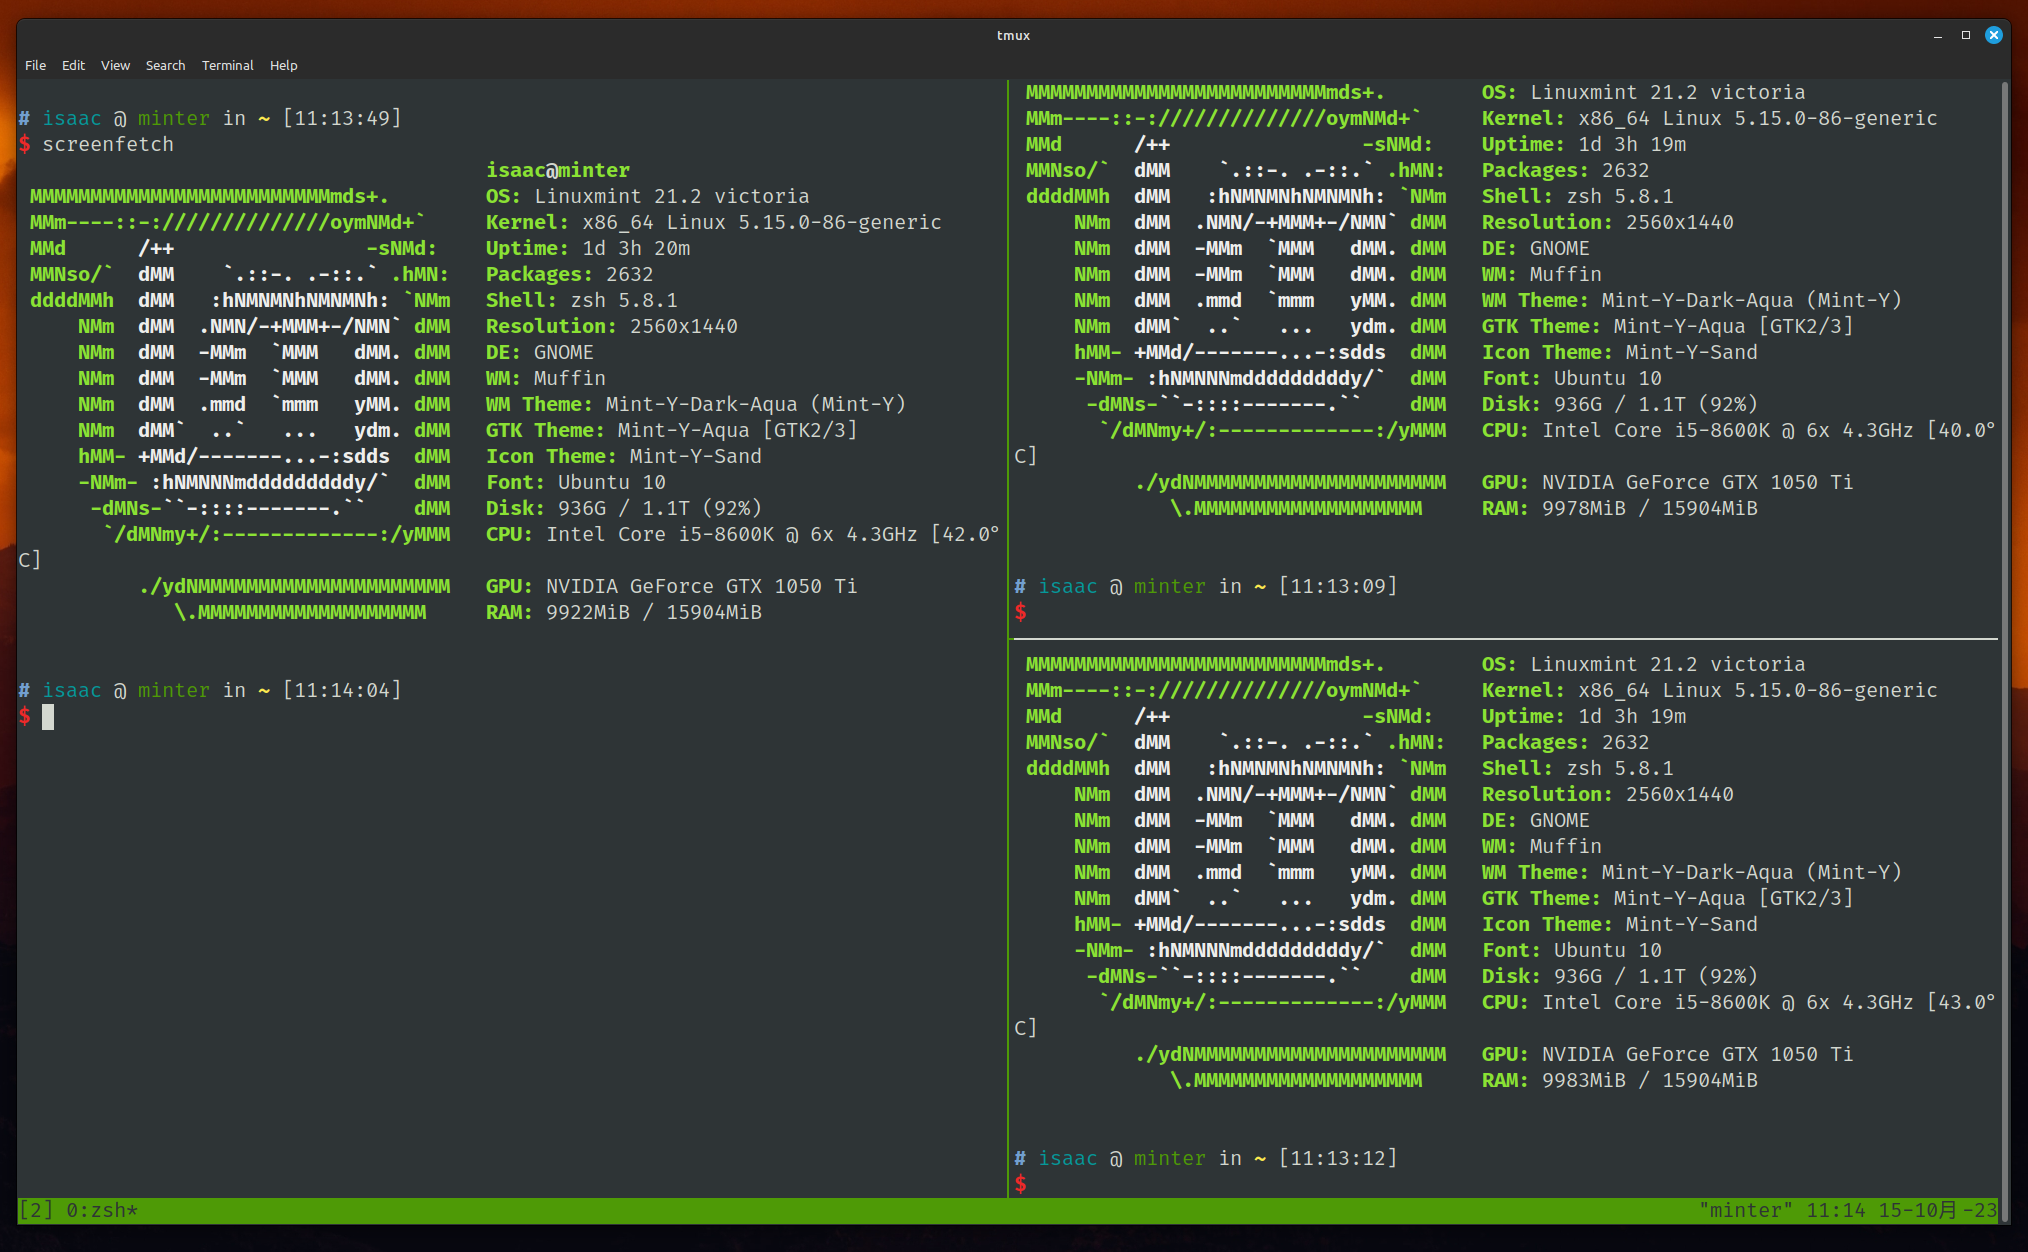 tmux
File Edit View Search Terminal Help
# isaac @ minter in ~ [11:13:49]
$ screenfetch
                                       isaac@minter
 MMMMMMMMMMMMMMMMMMMMMMMMMmds+.        OS: Linuxmint 21.2 victoria
 MMm----::-://////////////oymNMd+`     Kernel: x86_64 Linux 5.15.0-86-generic
 MMd      /++                -sNMd:    Uptime: 1d 3h 20m
 MMNso/`  dMM    `.::-. .-::.` .hMN:   Packages: 2632
 ddddMMh  dMM   :hNMNMNhNMNMNh: `NMm   Shell: zsh 5.8.1
     NMm  dMM  .NMN/-+MMM+-/NMN` dMM   Resolution: 2560x1440
     NMm  dMM  -MMm  `MMM   dMM. dMM   DE: GNOME
     NMm  dMM  -MMm  `MMM   dMM. dMM   WM: Muffin
     NMm  dMM  .mmd  `mmm   yMM. dMM   WM Theme: Mint-Y-Dark-Aqua (Mint-Y)
     NMm  dMM`  ..`   ...   ydm. dMM   GTK Theme: Mint-Y-Aqua [GTK2/3]
     hMM- +MMd/-------...-:sdds  dMM   Icon Theme: Mint-Y-Sand
     -NMm- :hNMNNNmdddddddddy/`  dMM   Font: Ubuntu 10
      -dMNs-``-::::-------.``    dMM   Disk: 936G / 1.1T (92%)
       `/dMNmy+/:-------------:/yMMM   CPU: Intel Core i5-8600K @ 6x 4.3GHz [42.0°
C]
          ./ydNMMMMMMMMMMMMMMMMMMMMM   GPU: NVIDIA GeForce GTX 1050 Ti
             \.MMMMMMMMMMMMMMMMMMM     RAM: 9922MiB / 15904MiB
# isaac @ minter in ~ [11:14:04]
$
 MMMMMMMMMMMMMMMMMMMMMMMMMmds+.        OS: Linuxmint 21.2 victoria
 MMm----::-://////////////oymNMd+`     Kernel: x86_64 Linux 5.15.0-86-generic
 MMd      /++                -sNMd:    Uptime: 1d 3h 19m
 MMNso/`  dMM    `.::-. .-::.` .hMN:   Packages: 2632
 ddddMMh  dMM   :hNMNMNhNMNMNh: `NMm   Shell: zsh 5.8.1
     NMm  dMM  .NMN/-+MMM+-/NMN` dMM   Resolution: 2560x1440
     NMm  dMM  -MMm  `MMM   dMM. dMM   DE: GNOME
     NMm  dMM  -MMm  `MMM   dMM. dMM   WM: Muffin
     NMm  dMM  .mmd  `mmm   yMM. dMM   WM Theme: Mint-Y-Dark-Aqua (Mint-Y)
     NMm  dMM`  ..`   ...   ydm. dMM   GTK Theme: Mint-Y-Aqua [GTK2/3]
     hMM- +MMd/-------...-:sdds  dMM   Icon Theme: Mint-Y-Sand
     -NMm- :hNMNNNmdddddddddy/`  dMM   Font: Ubuntu 10
      -dMNs-``-::::-------.``    dMM   Disk: 936G / 1.1T (92%)
       `/dMNmy+/:-------------:/yMMM   CPU: Intel Core i5-8600K @ 6x 4.3GHz [40.0°
C]
          ./ydNMMMMMMMMMMMMMMMMMMMMM   GPU: NVIDIA GeForce GTX 1050 Ti
             \.MMMMMMMMMMMMMMMMMMM     RAM: 9978MiB / 15904MiB
# isaac @ minter in ~ [11:13:09]
$
 MMMMMMMMMMMMMMMMMMMMMMMMMmds+.        OS: Linuxmint 21.2 victoria
 MMm----::-://////////////oymNMd+`     Kernel: x86_64 Linux 5.15.0-86-generic
 MMd      /++                -sNMd:    Uptime: 1d 3h 19m
 MMNso/`  dMM    `.::-. .-::.` .hMN:   Packages: 2632
 ddddMMh  dMM   :hNMNMNhNMNMNh: `NMm   Shell: zsh 5.8.1
     NMm  dMM  .NMN/-+MMM+-/NMN` dMM   Resolution: 2560x1440
     NMm  dMM  -MMm  `MMM   dMM. dMM   DE: GNOME
     NMm  dMM  -MMm  `MMM   dMM. dMM   WM: Muffin
     NMm  dMM  .mmd  `mmm   yMM. dMM   WM Theme: Mint-Y-Dark-Aqua (Mint-Y)
     NMm  dMM`  ..`   ...   ydm. dMM   GTK Theme: Mint-Y-Aqua [GTK2/3]
     hMM- +MMd/-------...-:sdds  dMM   Icon Theme: Mint-Y-Sand
     -NMm- :hNMNNNmdddddddddy/`  dMM   Font: Ubuntu 10
      -dMNs-``-::::-------.``    dMM   Disk: 936G / 1.1T (92%)
       `/dMNmy+/:-------------:/yMMM   CPU: Intel Core i5-8600K @ 6x 4.3GHz [43.0°
C]
          ./ydNMMMMMMMMMMMMMMMMMMMMM   GPU: NVIDIA GeForce GTX 1050 Ti
             \.MMMMMMMMMMMMMMMMMMM     RAM: 9983MiB / 15904MiB
# isaac @ minter in ~ [11:13:12]
$
[2] 0:zsh* "minter" 11:14 15-10月-23